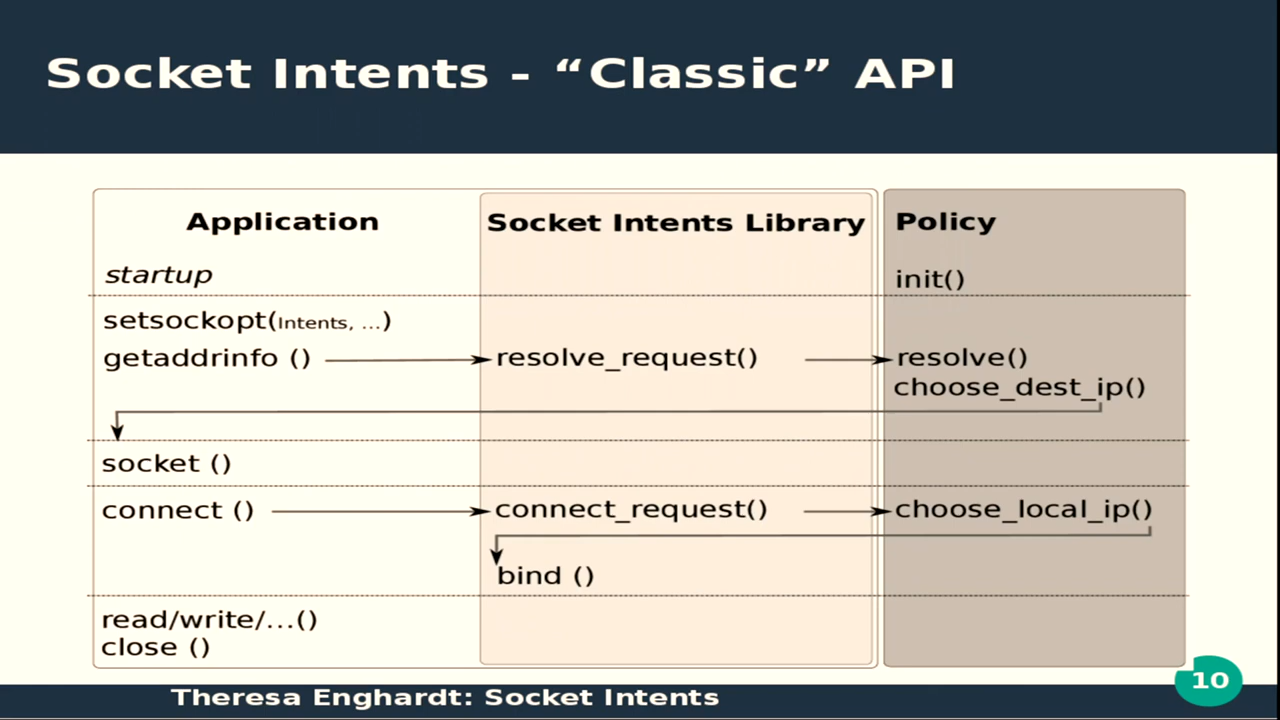 Socket Intents - “Classic” API
Application
Socket Intents Library
Policy
startup
init()
setsockopt(Intents, ...)
getaddrinfo ()
resolve_request()
resolve()
choose_dest_ip()
socket ()
connect ()
connect_request()
choose_local_ip()
bind ()
read/write/...()
close ()
Theresa Enghardt: Socket Intents
10